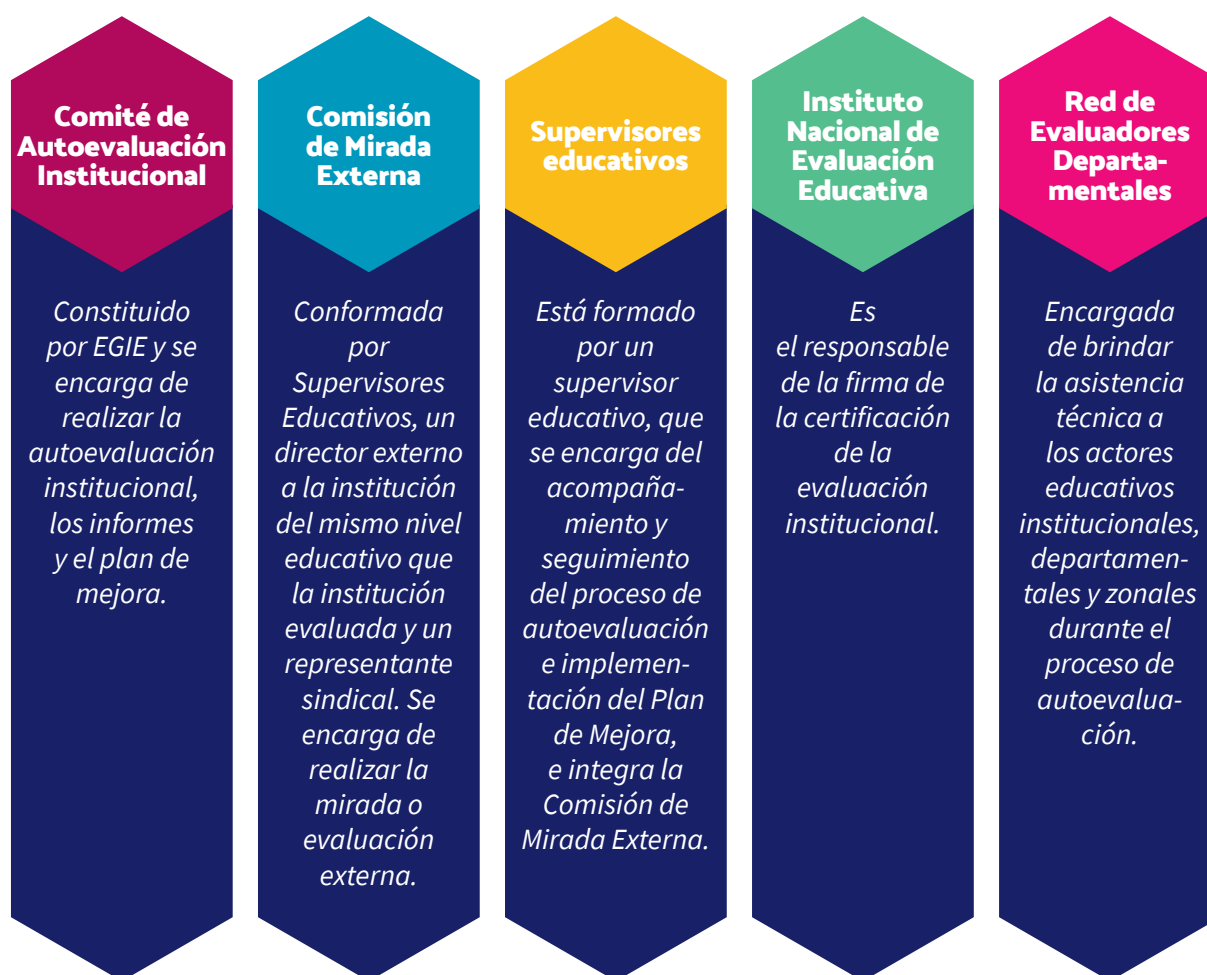 Comité de
Autoevaluación
Institucional
Constituido
por EGIE y se
encarga de
realizar la
autoevaluación
institucional,
los informes
y el plan de
mejora.
Comisión
de Mirada
Externa
Conformada
por
Supervisores
Educativos, un
director externo
a la institución
del mismo nivel
educativo que
la institución
evaluada y un
representante
sindical. Se
encarga de
realizar la
mirada o
evaluación
externa.
Supervisores
educativos
Está formado
por un
supervisor
educativo, que
se encarga del
acompaña-
miento y
seguimiento
del proceso de
autoevaluación
e implemen-
tación del Plan
de Mejora,
e integra la
Comisión de
Mirada Externa.
Instituto
Nacional de
Evaluación
Educativa
Es
el responsable
de la firma de
la certificación
de la
evaluación
institucional.
Red de
Evaluadores
Departa-
mentales
Encargada
de brindar
la asistencia
técnica a
los actores
educativos
institucionales,
departamen-
tales y zonales
durante el
proceso de
autoevalua-
ción.